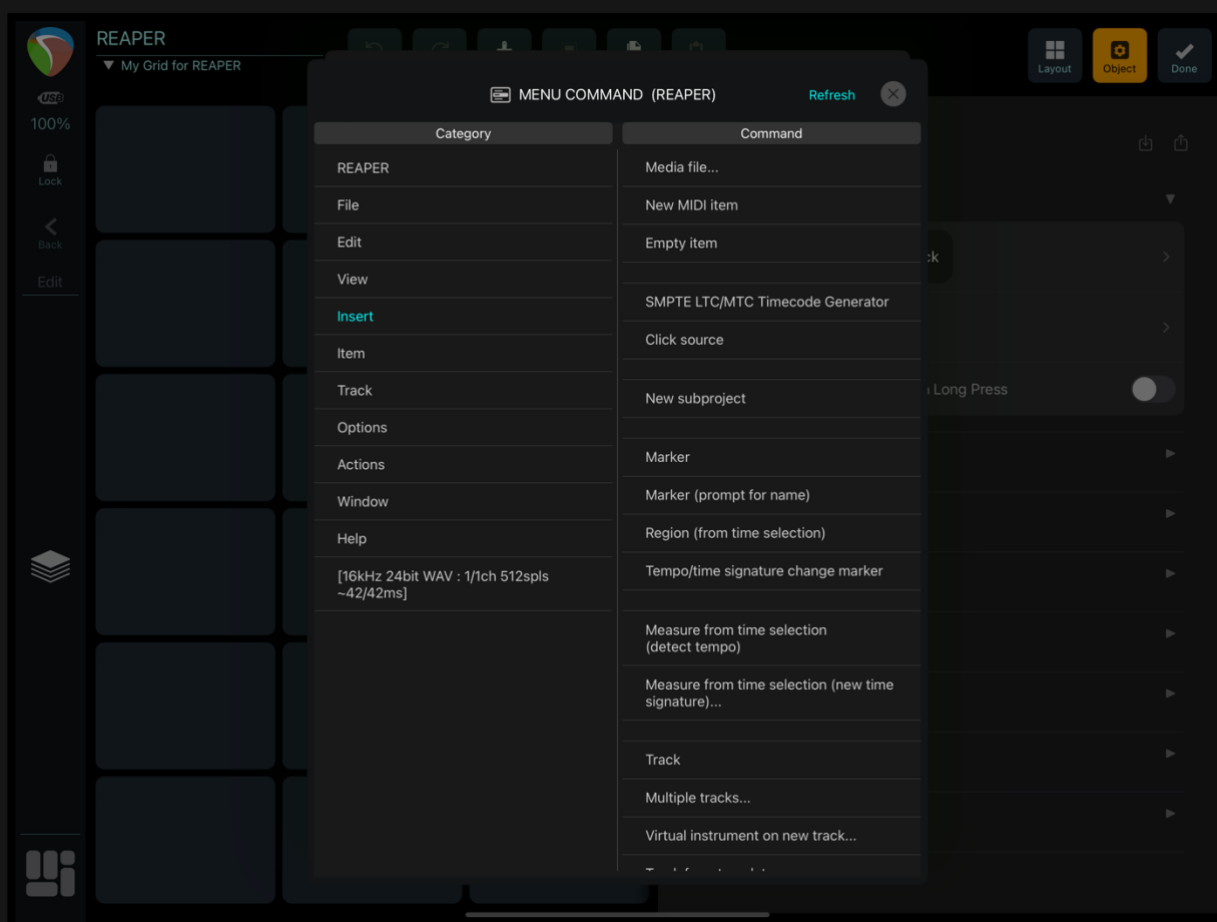 REAPER
My Grid for REAPER
USB
100%
Lock
Back
Edit
Layout
Object
Done
MENU COMMAND (REAPER)
Refresh
Category
REAPER
File
Edit
View
Insert
Item
Track
Options
Actions
Window
Help
[16kHz 24bit WAV : 1/1ch 512spls
~42/42ms]
Command
Media file...
New MIDI item
Empty item
SMPTE LTC/MTC Timecode Generator
Click source
New subproject
Marker
Marker (prompt for name)
Region (from time selection)
Tempo/time signature change marker
Measure from time selection
(detect tempo)
Measure from time selection (new time
signature)...
Track
Multiple tracks...
Virtual instrument on new track...
ck
Long Press